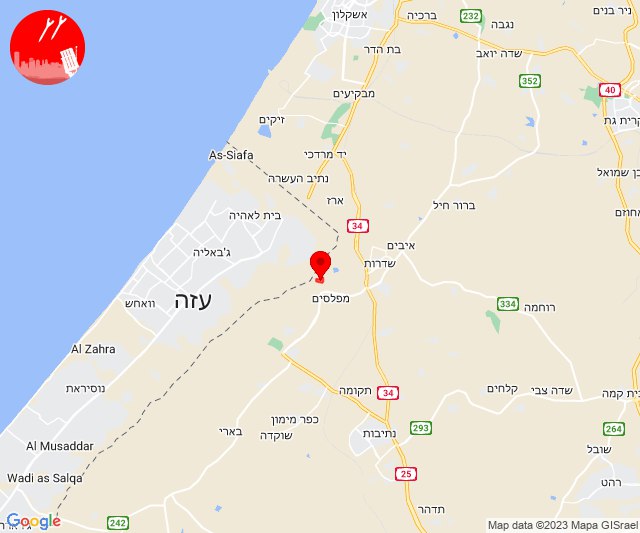 ניר בנים
ברכיה
232
נגבה
אשקלון
בת הדר
שדה יואב
352
40
מבקיעים
קרית גת
זיקים
As-Siafa
יד מרדכי
נתיב העשרה
שמואל
ארז
ברור חיל
אחוזם
בית לאהיה
34
איבים
ג'באליה
שדרות
עזה
וואחש
מפלסים
334
רוחמה
Al Zahra
נוסיראת
תקומה
34
קלחים
שדה צבי
בית קמה
כפר מימון
שוקדה
בארי
נתיבות
293
264
Al Musaddar
שובל
Wadi as Salqa
25
רהט
תדהר
242
Google
Map data ©2023 Mapa GISrael